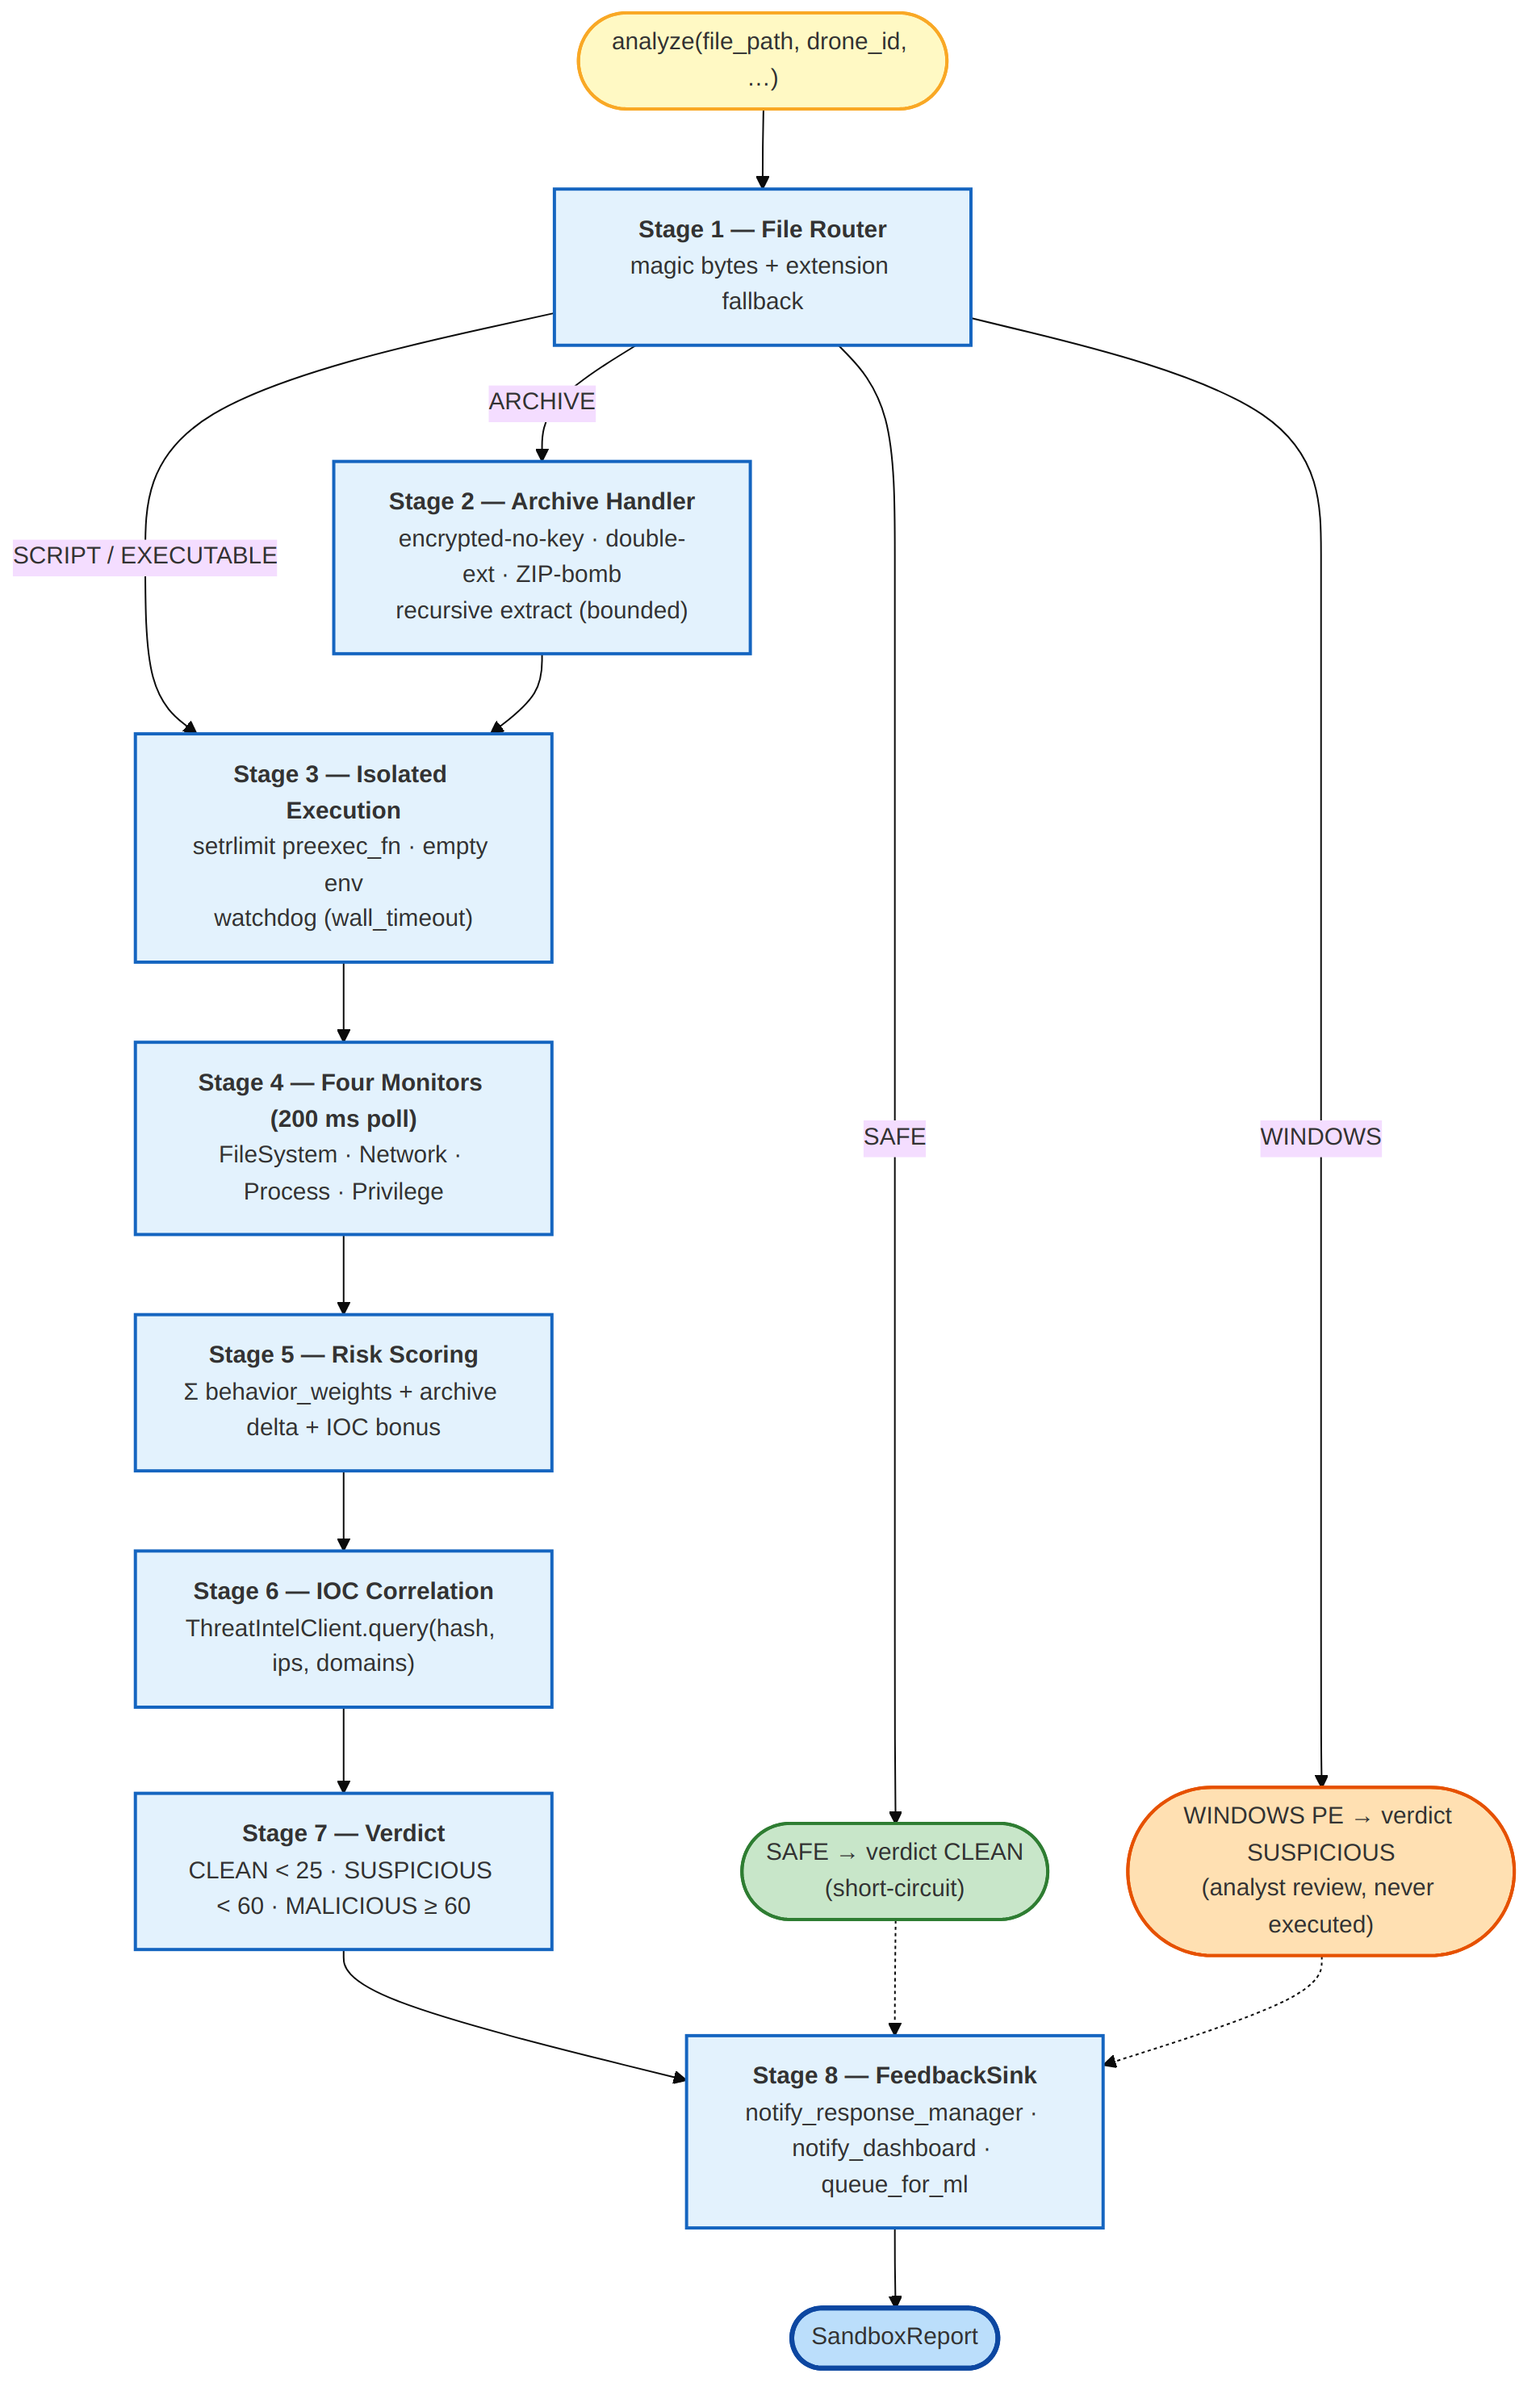 analyze(file_path, drone_id,
…)
Stage 1 — File Router
magic bytes + extension
fallback
ARCHIVE
Stage 2 — Archive Handler
encrypted-no-key · double-
ext · ZIP-bomb
recursive extract (bounded)
SCRIPT / EXECUTABLE
Stage 3 — Isolated
Execution
setrlimit preexec_fn · empty
env
watchdog (wall_timeout)
Stage 4 — Four Monitors
(200 ms poll)
FileSystem · Network ·
Process · Privilege
SAFE
WINDOWS
Stage 5 — Risk Scoring
Σ behavior_weights + archive
delta + IOC bonus
Stage 6 — IOC Correlation
ThreatIntelClient.query(hash,
ips, domains)
Stage 7 — Verdict
CLEAN < 25 · SUSPICIOUS
< 60 · MALICIOUS ≥ 60
SAFE → verdict CLEAN
(short-circuit)
WINDOWS PE → verdict
SUSPICIOUS
(analyst review, never
executed)
Stage 8 — FeedbackSink
notify_response_manager ·
notify_dashboard ·
queue_for_ml
SandboxReport